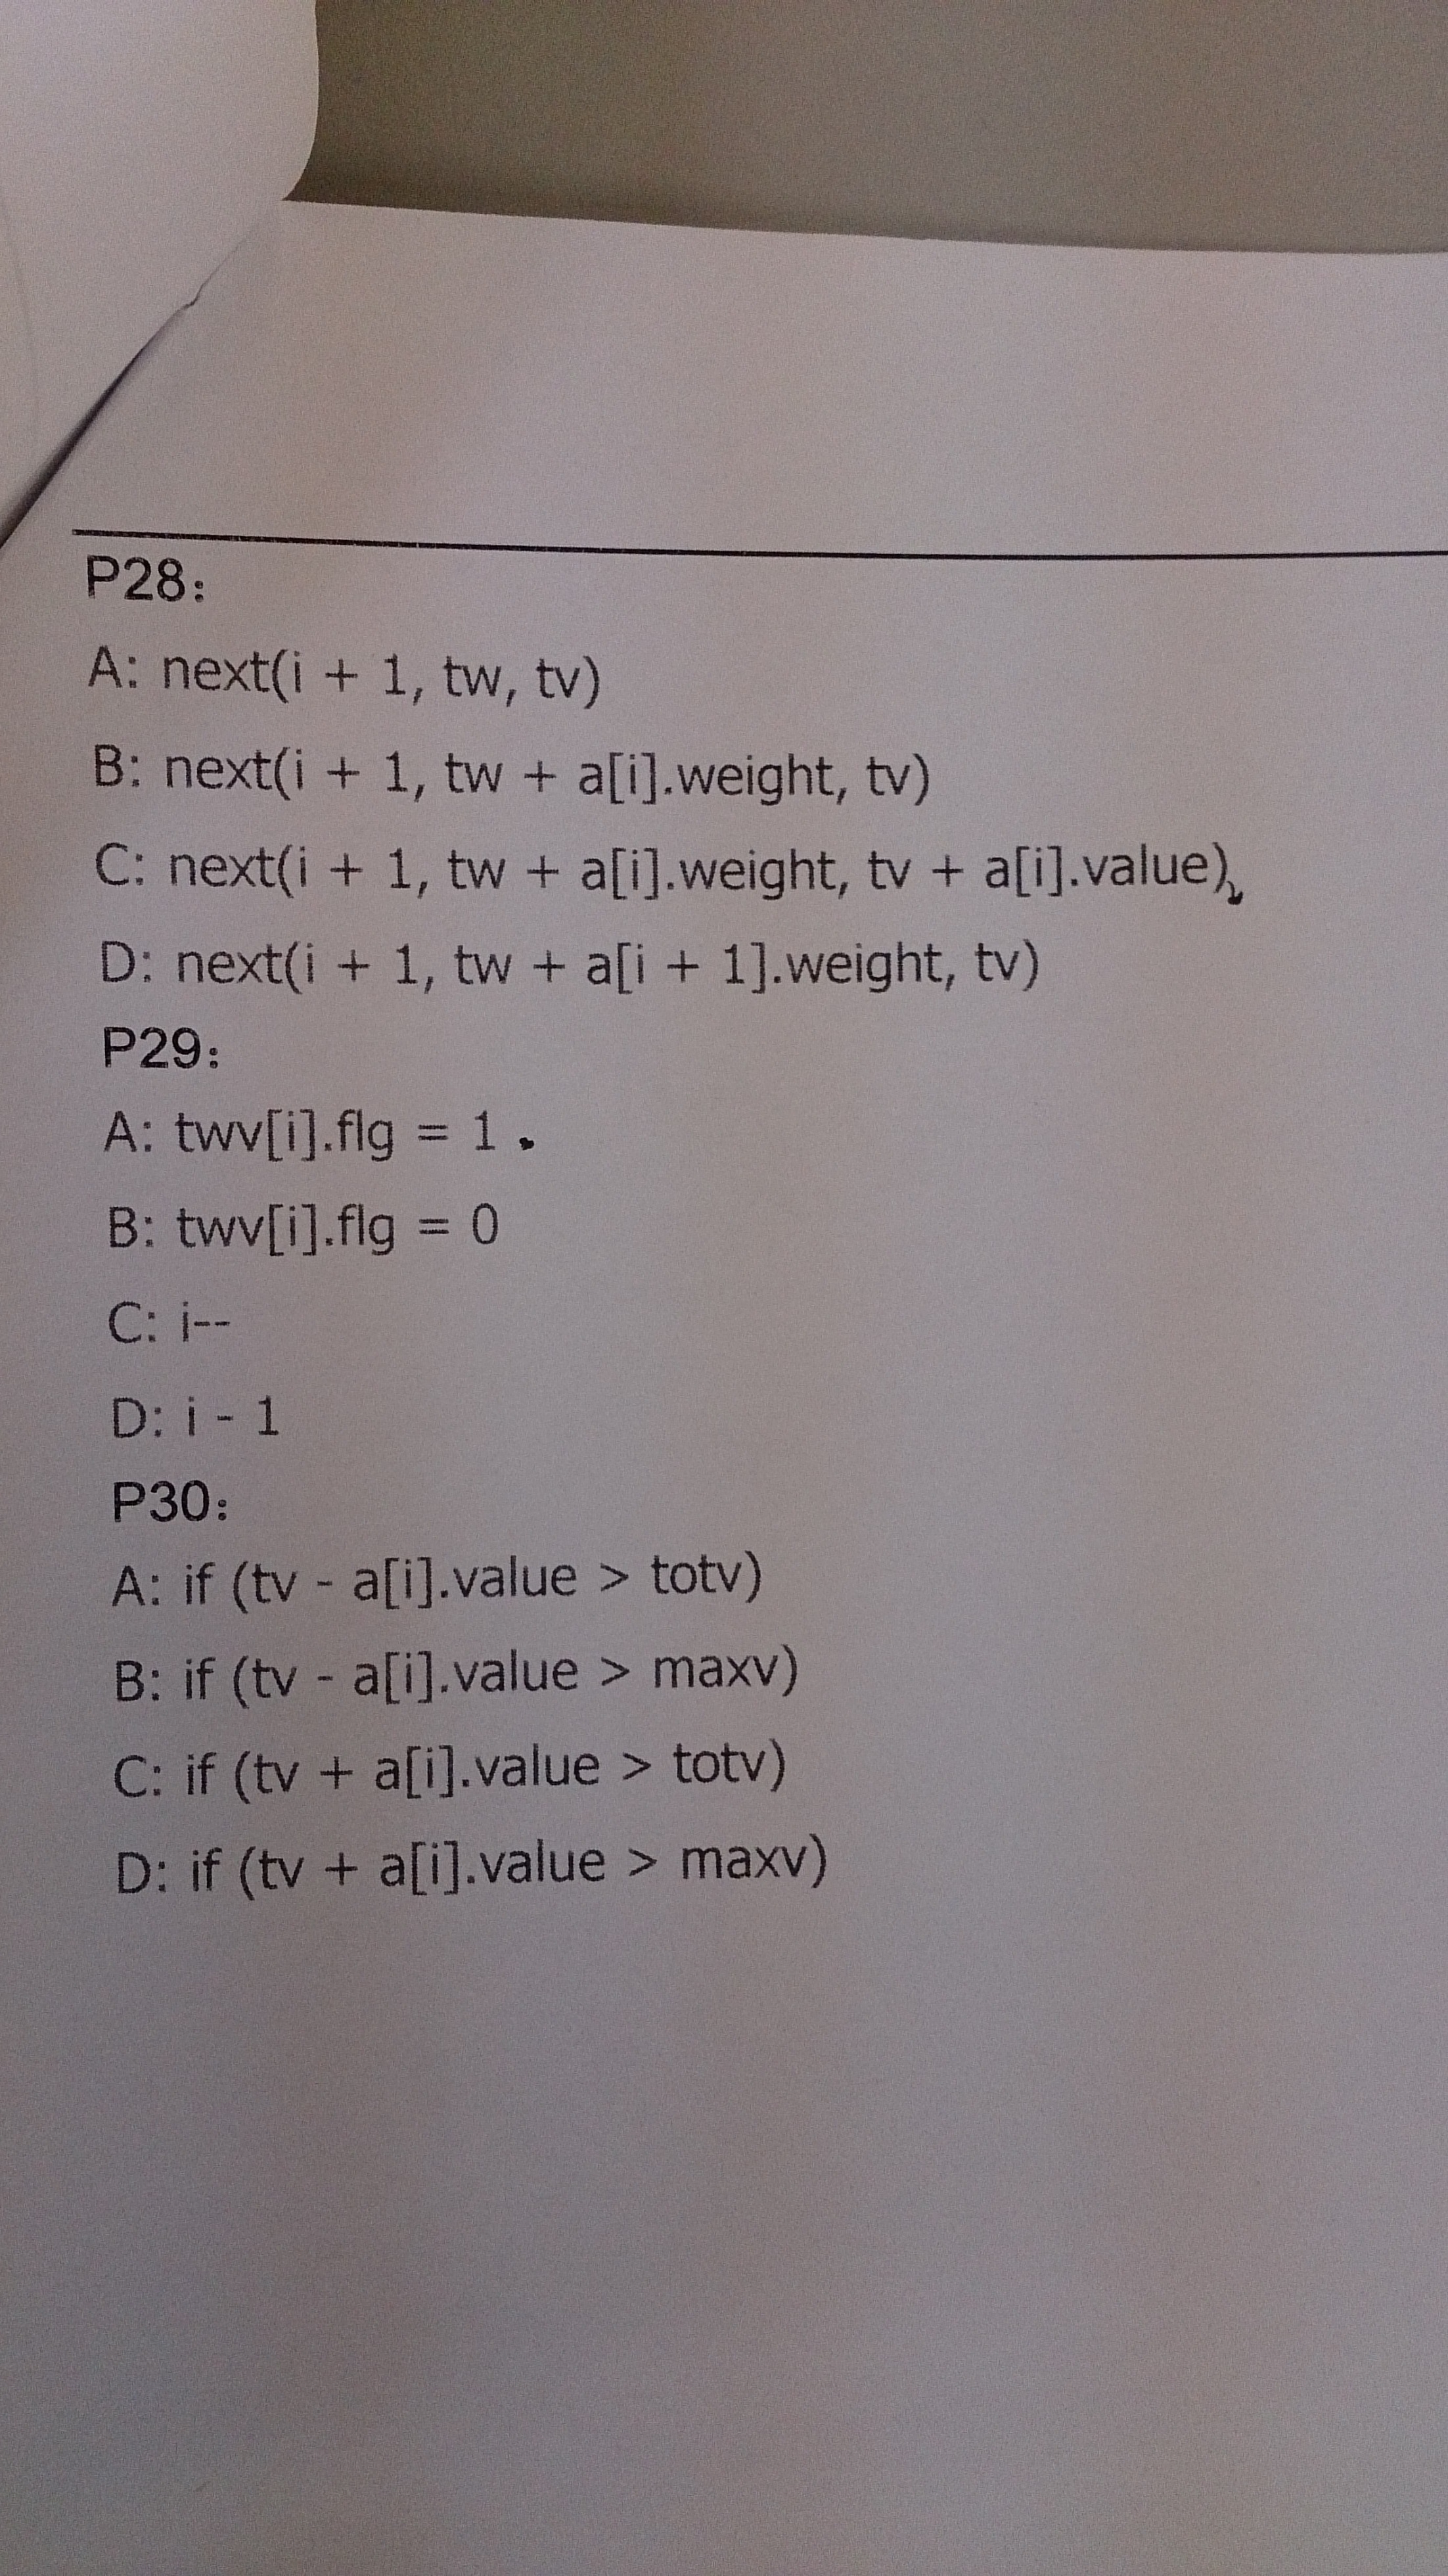 P28：
A: next(i + 1, tw, tv)
B: next(i + 1, tw + a[i].weight, tv)
C: next(i + 1, tw + a[i].weight, tv + a[i].value)
D: next(i + 1, tw + a[i + 1].weight, tv)
P29：
A: twv[i].flg = 1
B: twv[i].flg = 0
C: i--
D: i - 1
P30：
A: if (tv - a[i].value > totv)
B: if (tv - a[i].value > maxv)
C: if (tv + a[i].value > totv)
D: if (tv + a[i].value > maxv)